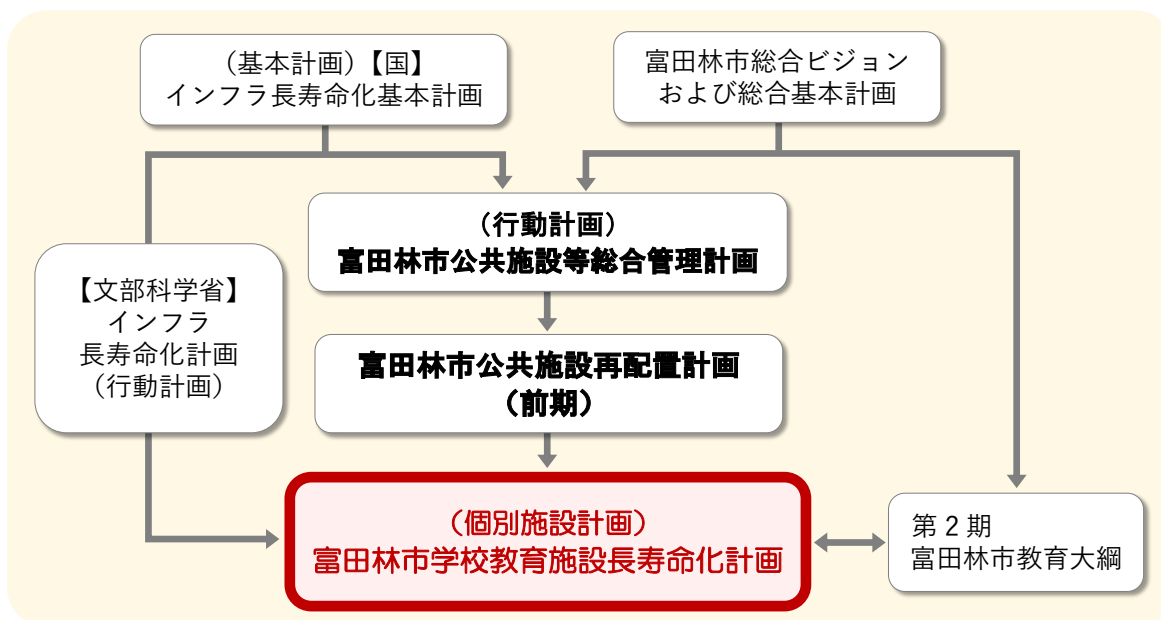 （基本計画）【国】
インフラ長寿命化基本計画
富田林市総合ビジョン
および総合基本計画
（行動計画）
富田林市公共施設等総合管理計画
【文部科学省】
インフラ
長寿命化計画
（行動計画）
富田林市公共施設再配置計画
（前期）
（個別施設計画）
富田林市学校教育施設長寿命化計画
第２期
富田林市教育大綱